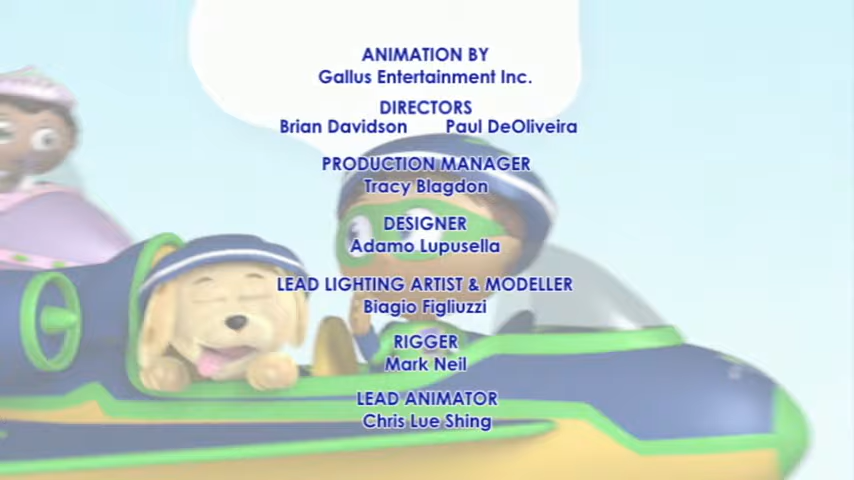 ANIMATION BY
Gallus Entertainment Inc.
DIRECTORS
Brian Davidson Paul DeOliveira
PRODUCTION MANAGER
Tracy Blagdon
DESIGNER
Adamo Lupusella
LEAD LIGHTING ARTIST & MODELLER
Biagio Figliuzzi
RIGGER
Mark Neil
LEAD ANIMATOR
Chris Lue Shing